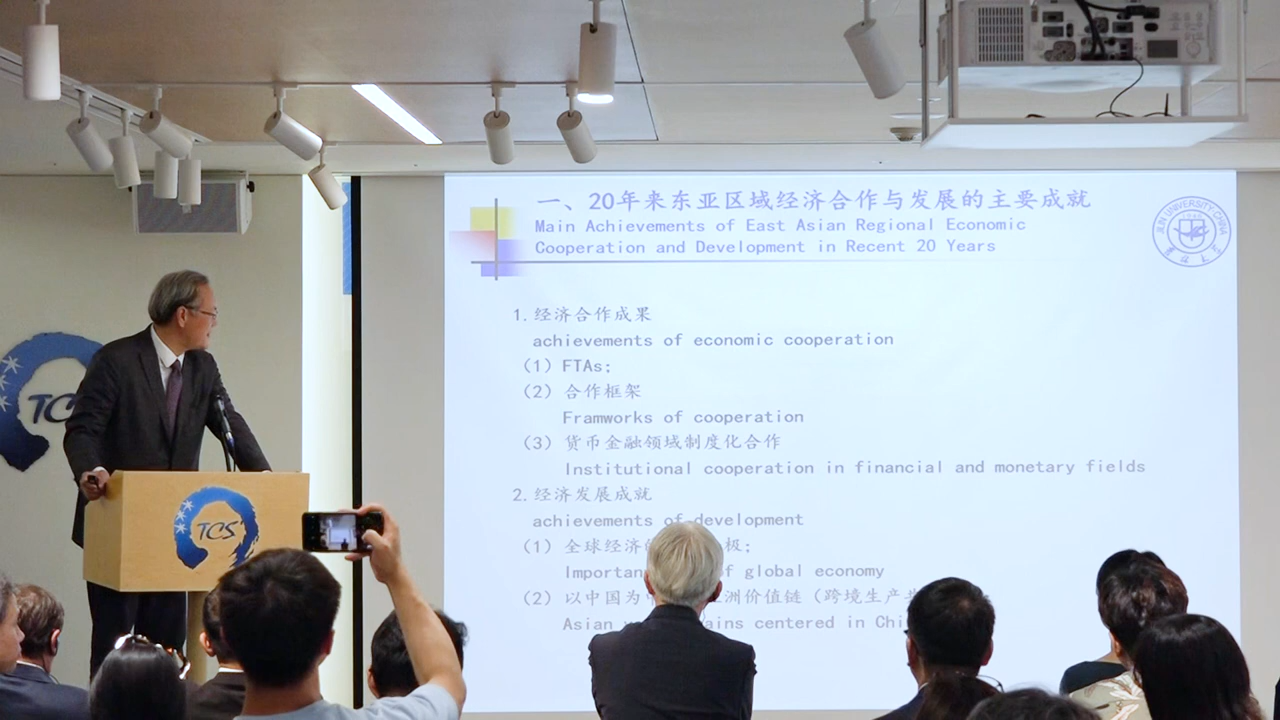 一、20年来东亚区域经济合作与发展的主要成就
Main Achievements of East Asian Regional Economic
Cooperation and Development in Recent 20 Years
JILIN UNIVERSITY CHINA
1946
1.经济合作成果
achievements of economic cooperation
(1) FTAs;
(2) 合作框架
Framworks of cooperation
(3) 货币金融领域制度化合作
Institutional cooperation in financial and monetary fields
2.经济发展成就
achievements of development
(1) 全球经济 极;
of global economy
(2) 以中国为 洲价值链(跨境生产
Asian centered in
TCS
TCS